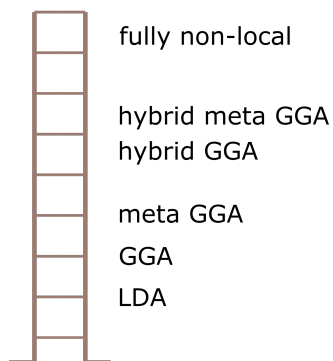 fully non-local
hybrid meta GGA
hybrid GGA
meta GGA
GGA
LDA